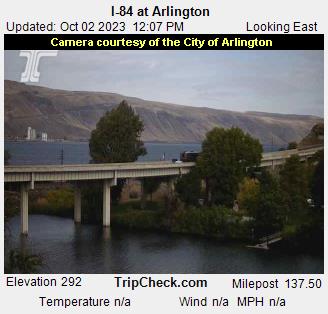 I-84 at Arlington
Updated: Oct 02 2023 12:07 PM Looking East
Camera courtesy of the City of Arlington
Elevation 292 TripCheck.com Milepost 137.50
Temperature n/a Wind n/a MPH n/a